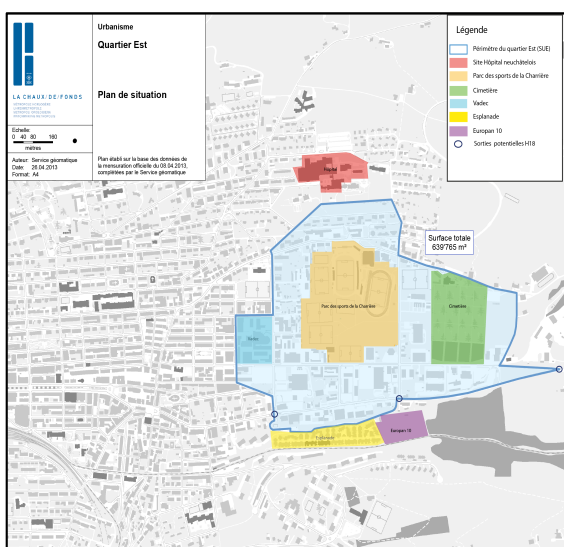 LA CHAUX/DE/FONDS
Urbanisme
Quartier Est
Plan de situation
Echelle:
0 40 80 160
mètres
Auteur: Service géomatique
Date: 26.04.2013
Format: A4
Plan établi sur la base des données de
la mensuration officielle du 08.04.2013,
complétées par le Service géomatique
Légende
Périmètre du quartier Est (SUE)
Site Hôpital neuchâtelois
Parc des sports de la Charrière
Cimetière
Vadec
Esplanade
Europan 10
Sorties potentielles H18
Hôpital
Surface totale
639'765 m²
Parc des sports de la Charrière
Cimetière
Vadec
Esplanade
Europan 10